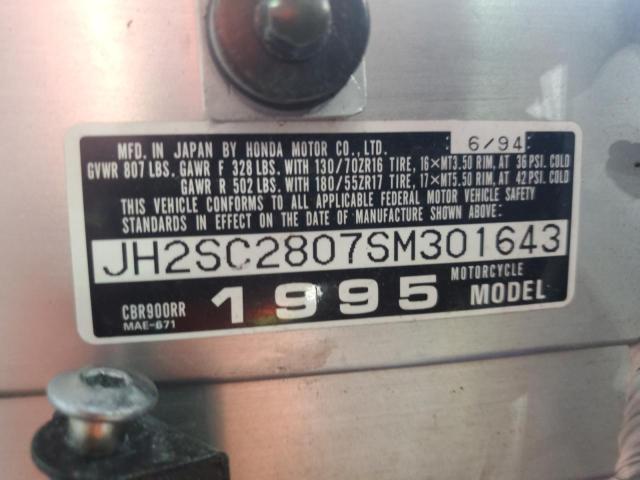 MFD. IN JAPAN BY HONDA MOTOR CO., LTD. 6/94
GVWR 807 LBS. GAWR F 328 LBS. WITH 130/70ZR16 TIRE, 16×MT3.50 RIM, AT 36 PSI. COLD
GAWR R 502 LBS. WITH 180/55ZR17 TIRE, 17×MT5.50 RIM, AT 42 PSI. COLD
THIS VEHICLE CONFORMS TO ALL APPLICABLE FEDERAL MOTOR VEHICLE SAFETY
STANDARDS IN EFFECT ON THE DATE OF MANUFACTURE SHOWN ABOVE:
JH2SC2807SM301643
MOTORCYCLE
CBR900RR 1995 MODEL
MAE-671